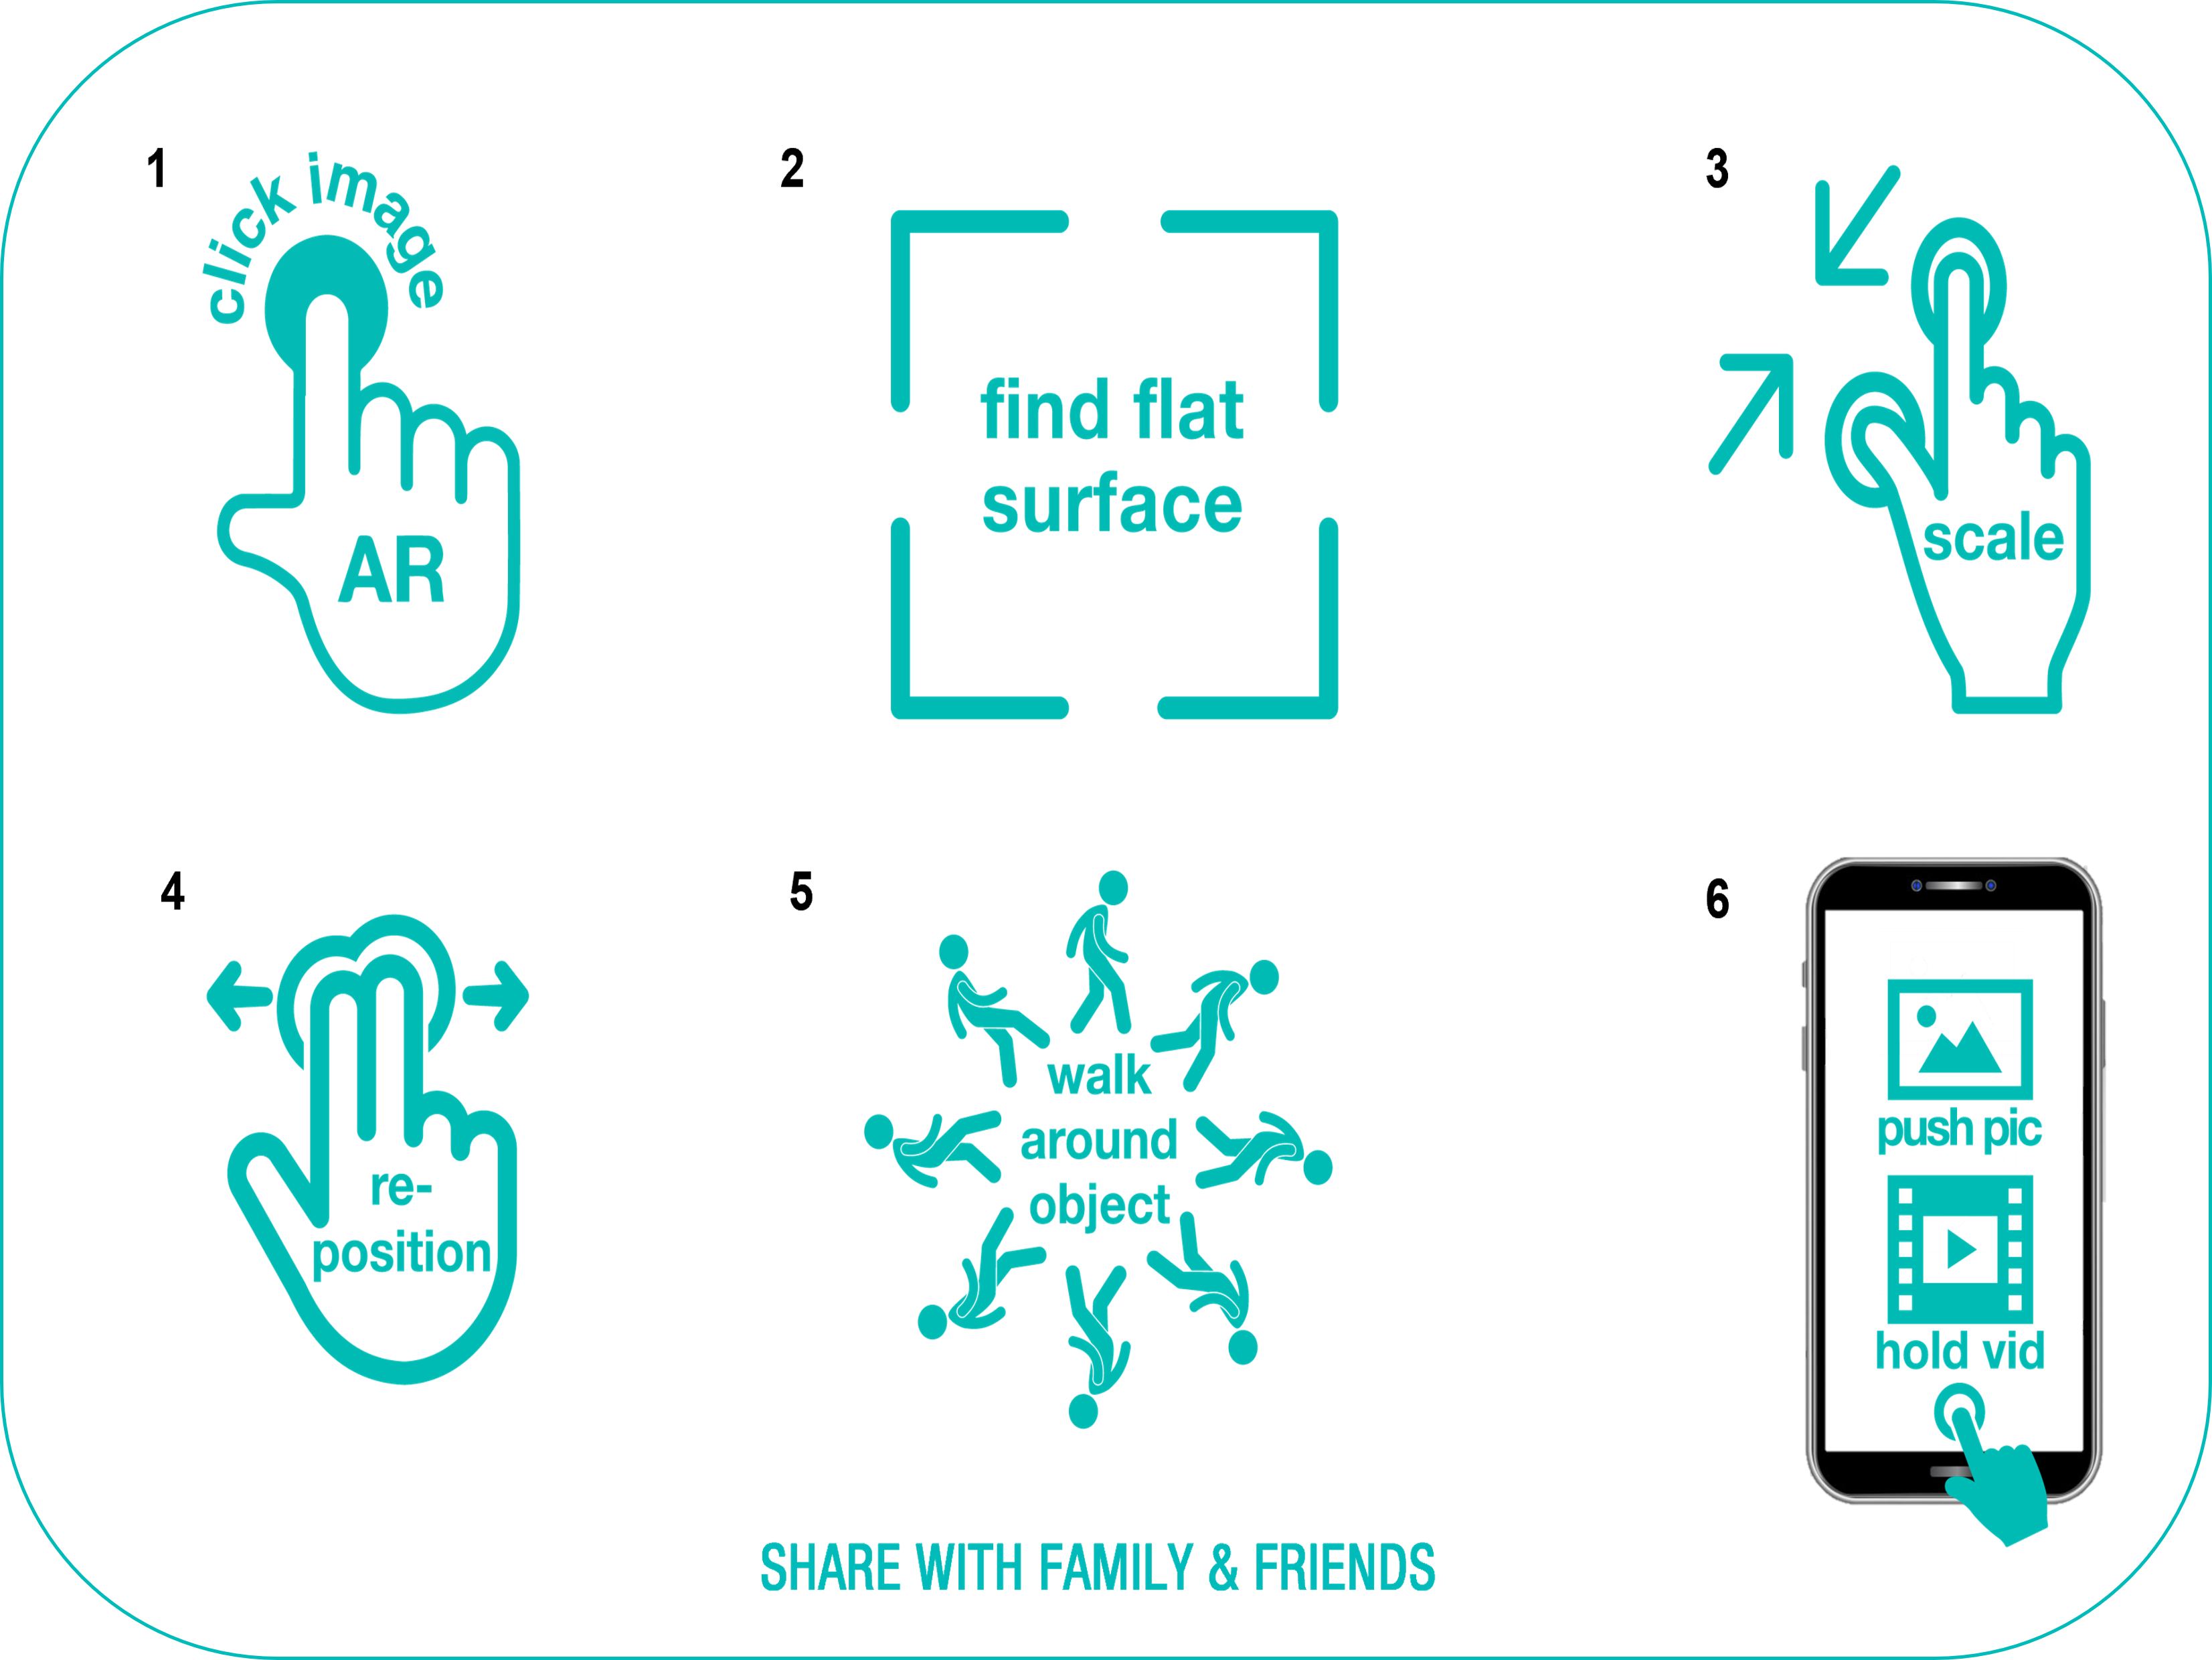 1
click image
AR
2
find flat
surface
3
scale
4
re-
position
5
walk
around
object
6
push pic
hold vid
SHARE WITH FAMILY & FRIENDS